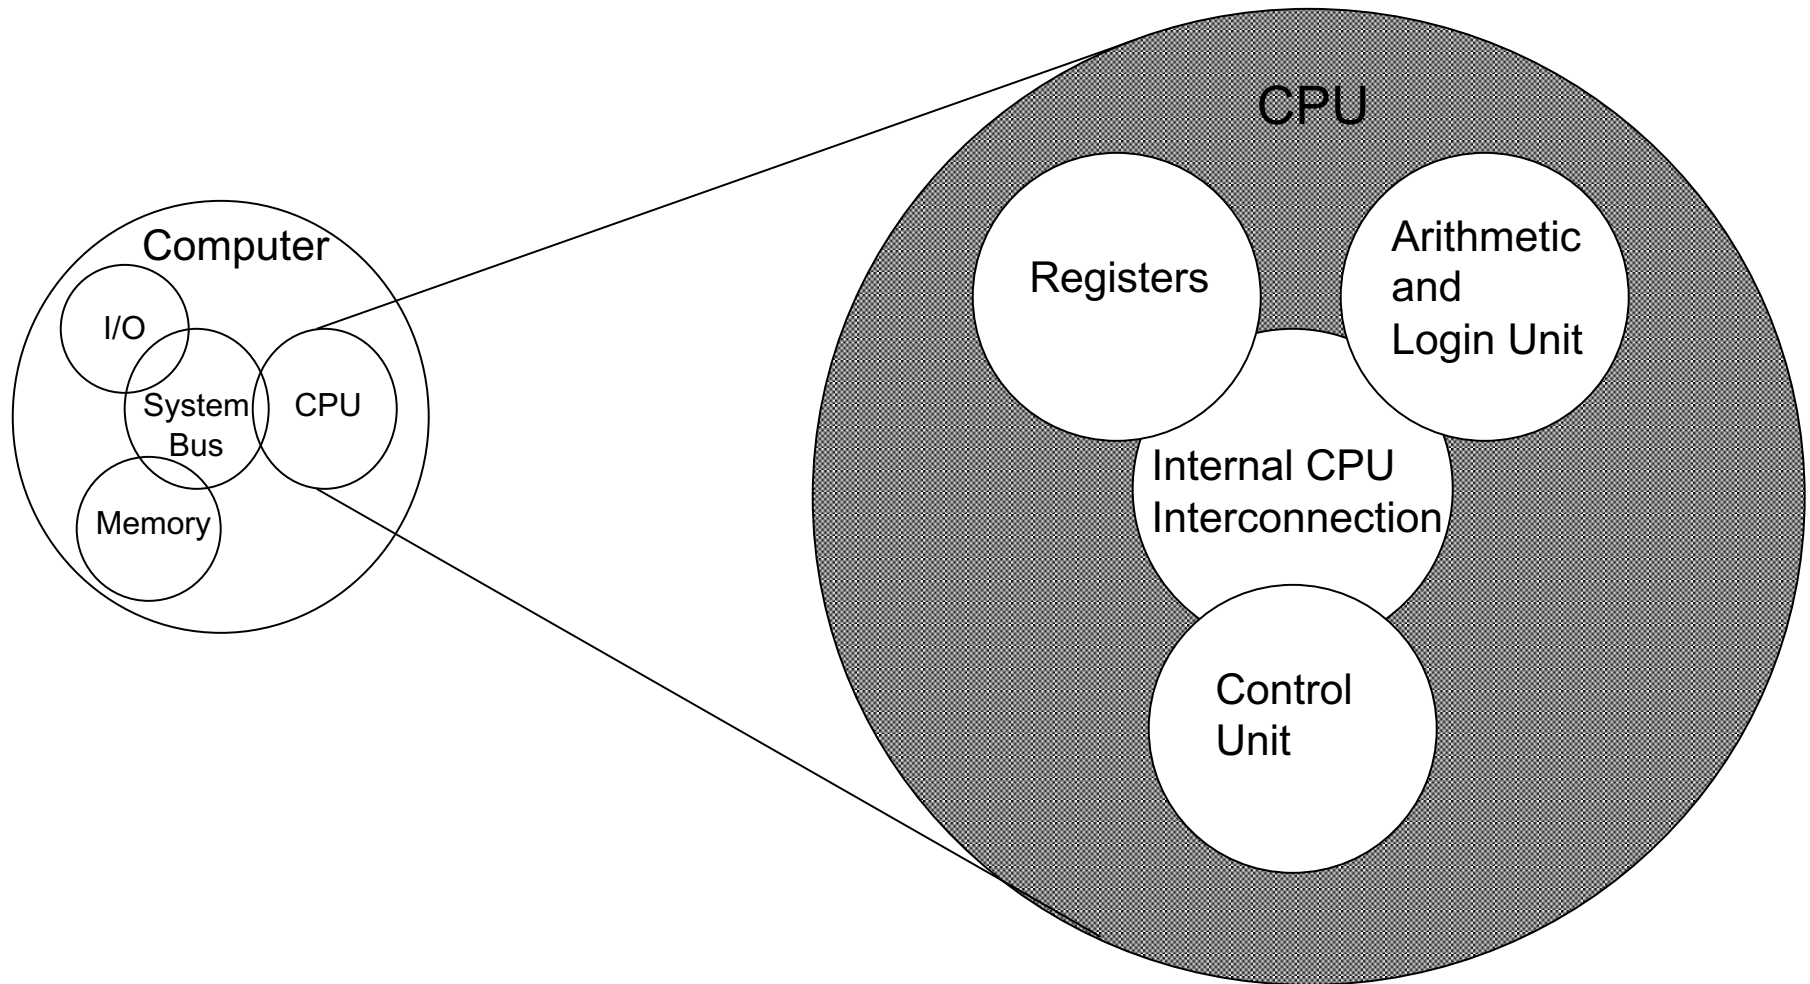 Computer
I/O
System
Bus
CPU
Memory
CPU
Registers
Arithmetic
and
Login Unit
Internal CPU
Interconnection
Control
Unit